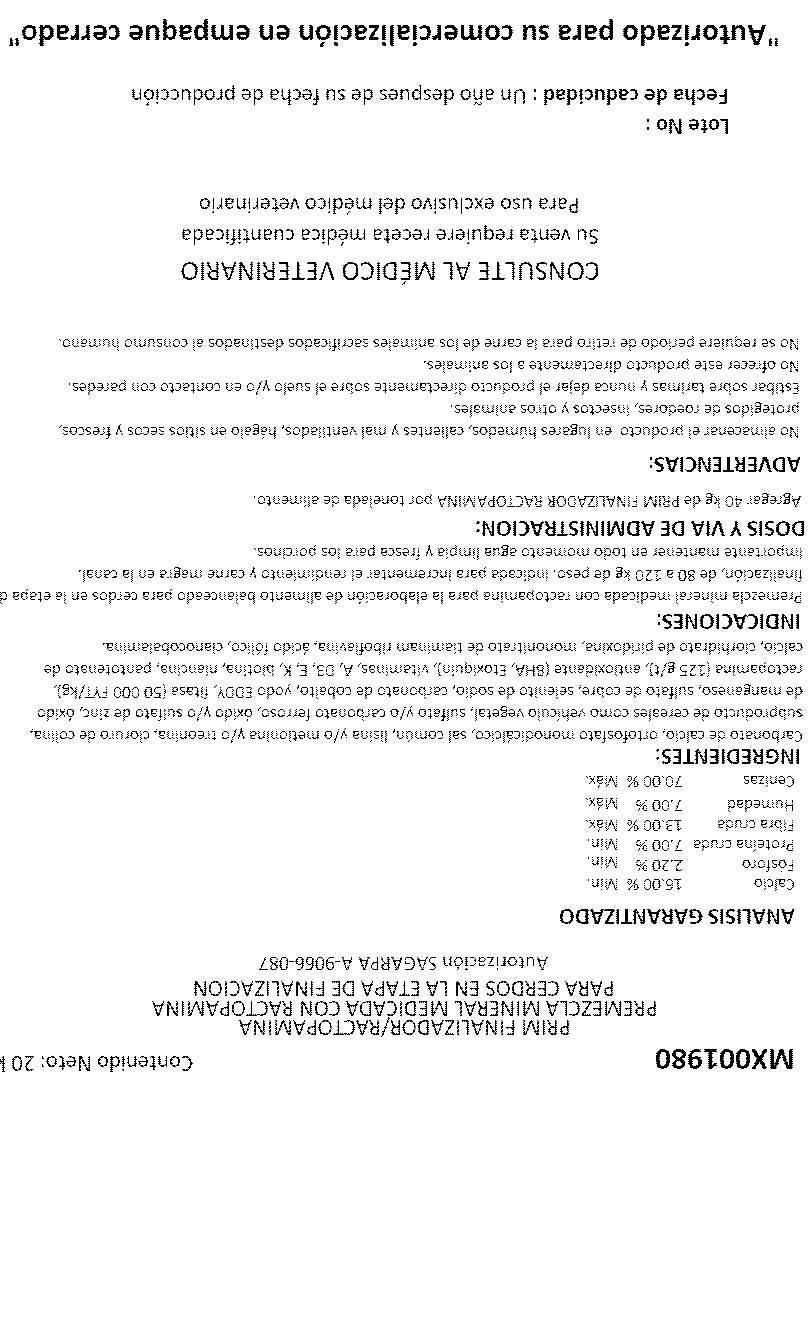 MX001980 Contenido Neto: 20 k
PRIM FINALIZADOR/RACTOPAMINA
PREMEZCLA MINERAL MEDICADA CON RACTOPAMINA
PARA CERDOS EN LA ETAPA DE FINALIZACION
Autorización SAGARPA A-9066-087
ANALISIS GARANTIZADO
Calcio 15.00 % Min.
Fósforo 2.20 % Min.
Proteína cruda 7.00 % Min.
Fibra cruda 13.00 % Máx.
Humedad 7.00 % Máx.
Cenizas 70.00 % Máx.
INGREDIENTES:
Carbonato de calcio, ortofosfato monodicálcico, sal común, lisina y/o metionina y/o treonina, cloruro de colina,
subproducto de cereales como vehículo vegetal, sulfato y/o carbonato ferroso, óxido y/o sulfato de zinc, óxido
de manganeso, sulfato de cobre, selenito de sodio, carbonato de cobalto, yodo EDDY, fitasa (50 000 FYT/kg),
ractopamina (125 g/t), antioxidante (BHA, Etoxiquin), vitaminas, A, D3, E, K, biotina, niancina, pantotenato de
calcio, clorhidrato de piridoxina, mononitrato de tiaminam riboflavina, ácido fólico, cianocobalamina.
INDICACIONES:
Premezcla mineral medicada con ractopamina para la elaboración de alimento balanceado para cerdos en la etapa d
finalización, de 80 a 120 kg de peso. Indicada para incrementar el rendimiento y carne magra en la canal.
Importante mantener en todo momento agua limpia y fresca para los porcinos.
DOSIS Y VIA DE ADMINISTRACION:
Agregar 40 kg de PRIM FINALIZADOR RACTOPAMINA por tonelada de alimento.
ADVERTENCIAS:
No almacenar el producto en lugares húmedos, calientes y mal ventilados, hágalo en sitios secos y frescos,
protegidos de roedores, insectos y otros animales.
Estibar sobre tarimas y nunca dejar el producto directamente sobre el suelo y/o en contacto con paredes.
No ofrecer este producto directamente a los animales.
No se requiere periodo de retiro para la carne de los animales sacrificados destinados al consumo humano.
CONSULTE AL MÉDICO VETERINARIO
Su venta requiere receta médica cuantificada
Para uso exclusivo del médico veterinario
Lote No :
Fecha de caducidad : Un año despues de su fecha de producción
"Autorizado para su comercialización en empaque cerrado"